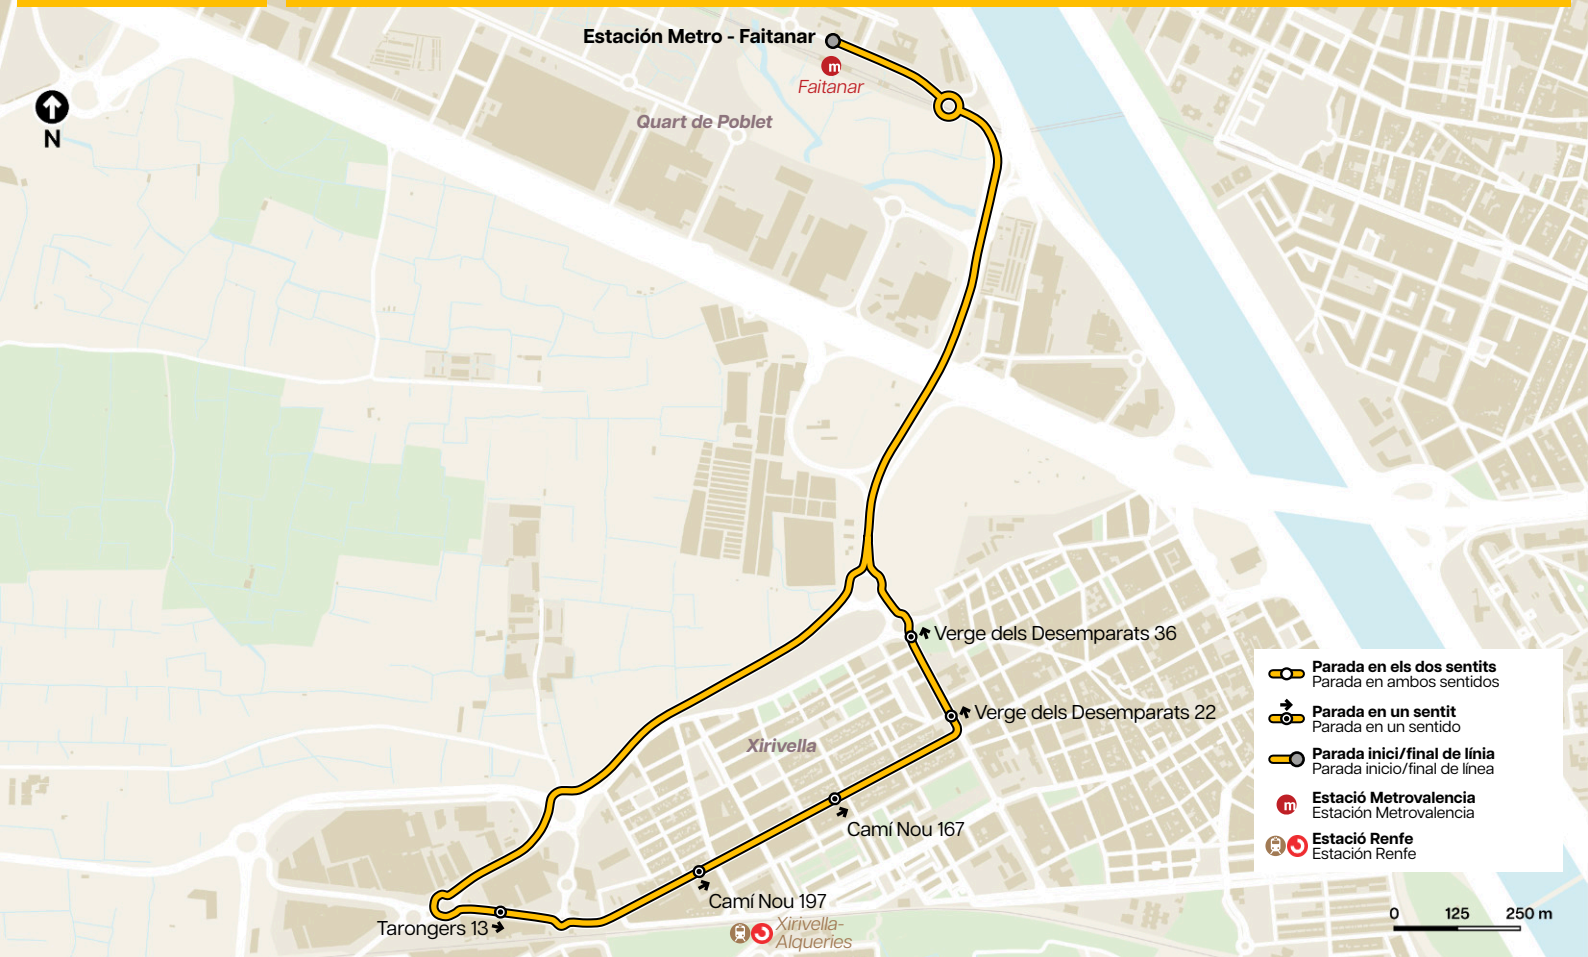 Estación Metro - Faitanar
m
Faitanar
N
Quart de Poblet
Verge dels Desemparats 36
Verge dels Desemparats 22
Xirivella
Camí Nou 167
Camí Nou 197
Tarongers 13
Xirivella-
Alqueries
Parada en els dos sentits
Parada en ambos sentidos
Parada en un sentit
Parada en un sentido
Parada inici/final de línia
Parada inicio/final de línea
m
Estació Metrovalencia
Estación Metrovalencia
Estació Renfe
Estación Renfe
0 125 250 m